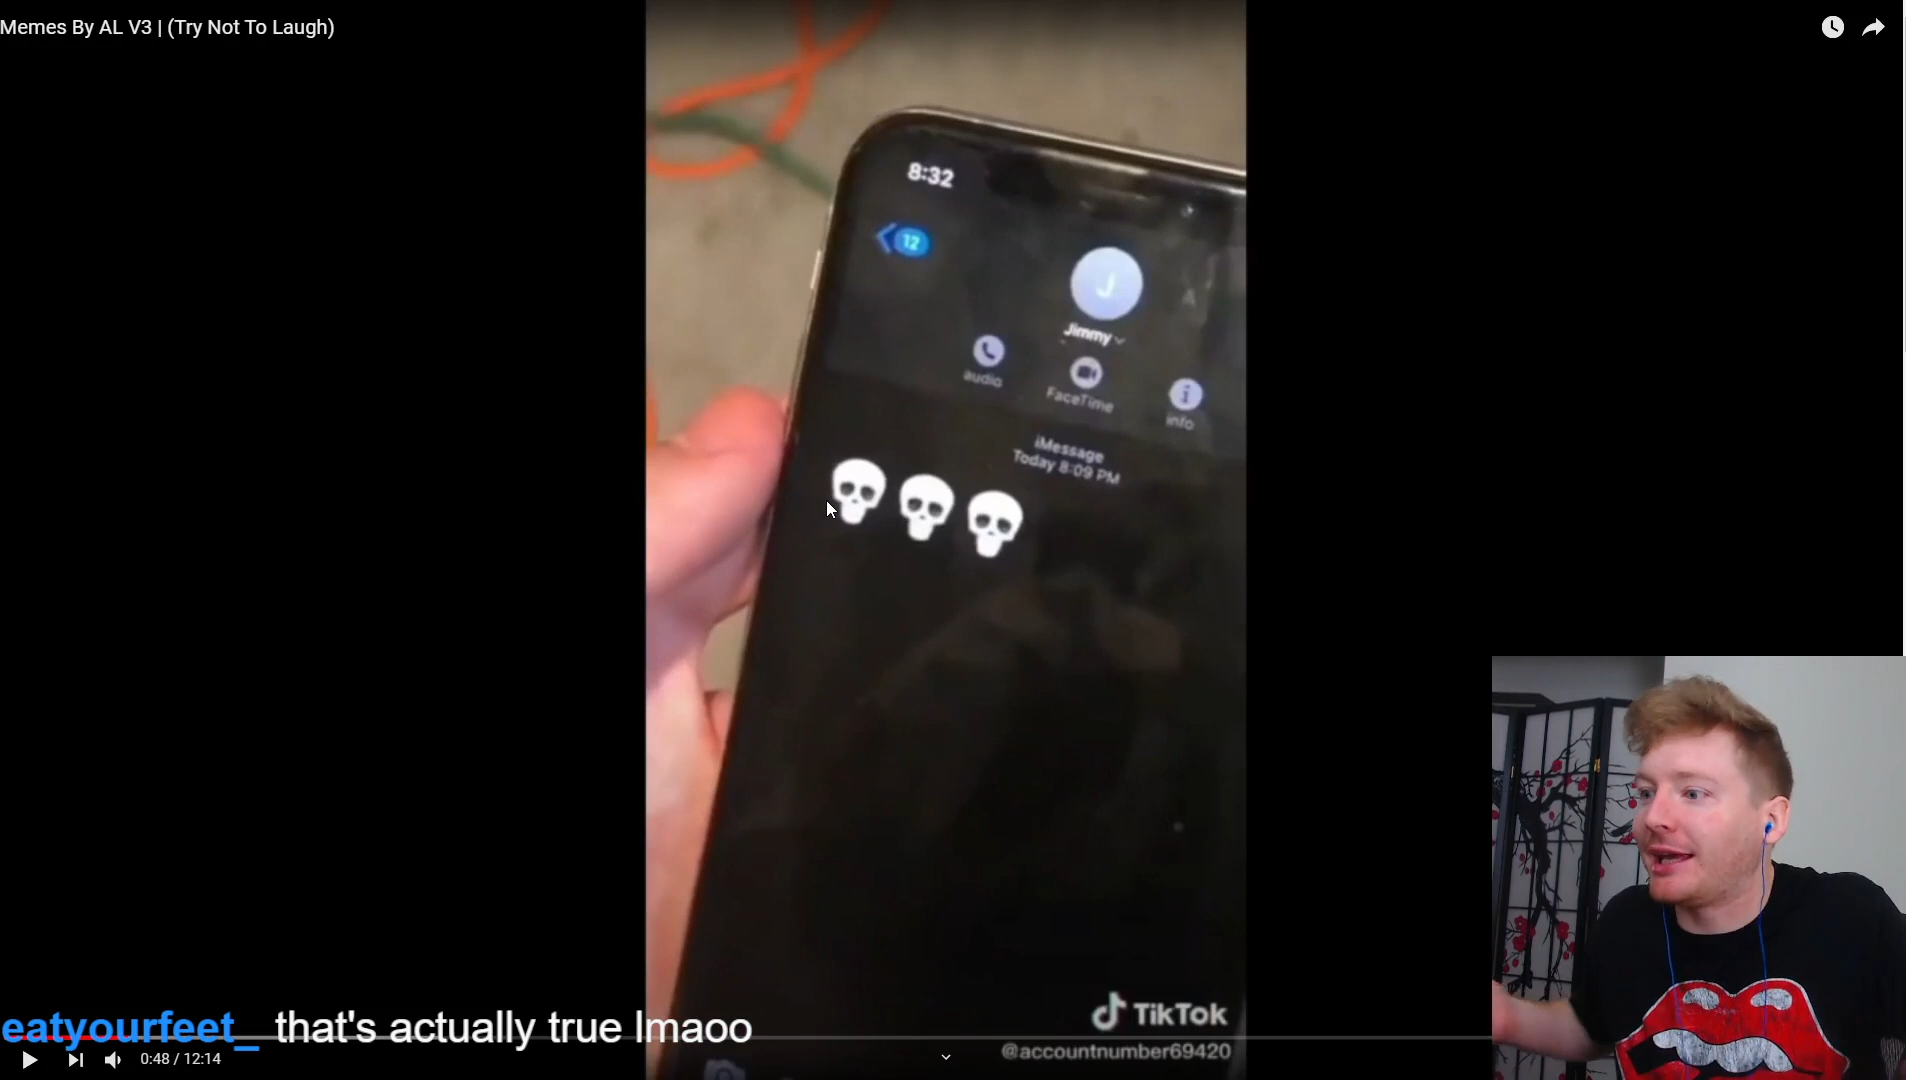 Memes By AL V3 | (Try Not To Laugh)
8:32
12
J
Jimmy
audio
FaceTime
info
iMessage
Today 8:09 PM
TikTok
@accountnumber69420
eatyourfeet_ that's actually true lmaoo
0:48 / 12:14